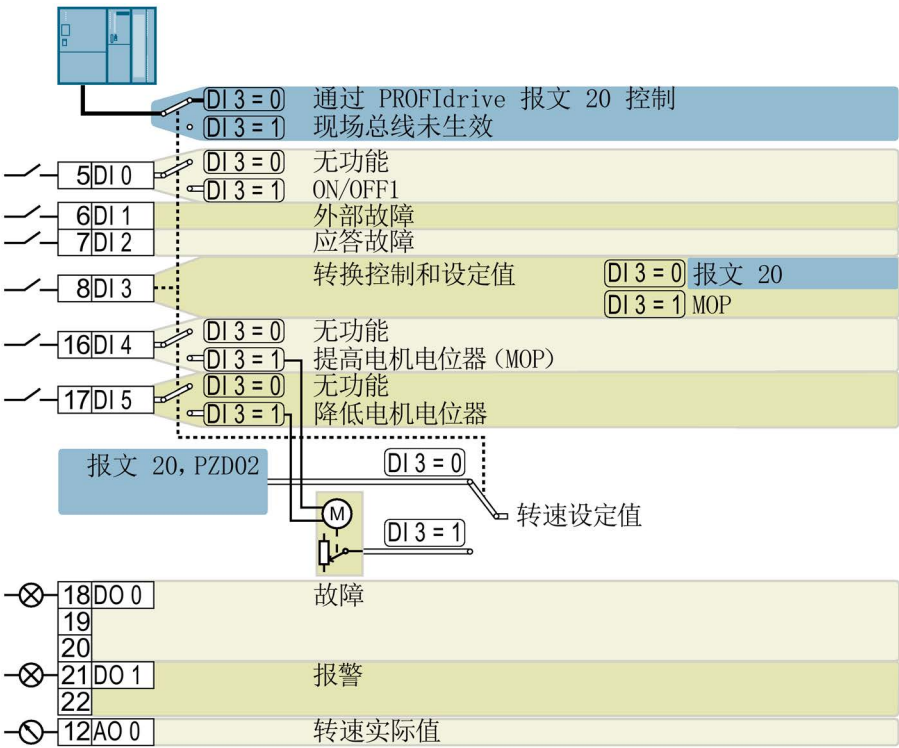 DI 3 = 0 通过 PROFIdrive 报文 20 控制
DI 3 = 1 现场总线未生效
5 DI 0 DI 3 = 0 无功能
DI 3 = 1 ON/OFF1
6 DI 1 外部故障
7 DI 2 应答故障
8 DI 3 转换控制和设定值 DI 3 = 0 报文 20
DI 3 = 1 MOP
16 DI 4 DI 3 = 0 无功能
DI 3 = 1 提高电机电位器(MOP)
17 DI 5 DI 3 = 0 无功能
DI 3 = 1 降低电机电位器
报文 20,PZD02 DI 3 = 0
M 转速设定值
DI 3 = 1
18 DO 0 故障
19
20
21 DO 1 报警
22
12 AO 0 转速实际值